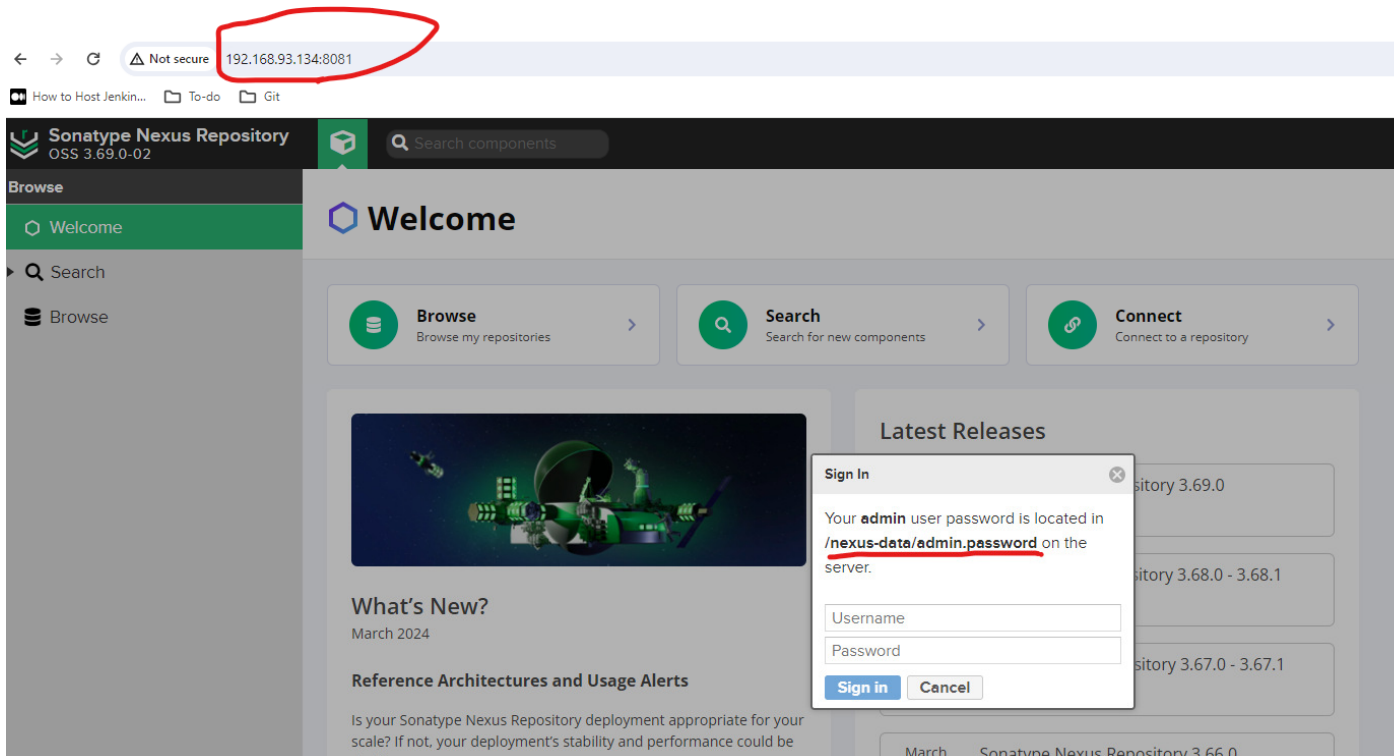 Not secure
192.168.93.134:8081
How to Host Jenkin...
To-do
Git
Sonatype Nexus Repository
OSS 3.69.0-02
Search components
Browse
Welcome
Search
Browse
Welcome
Browse
Browse my repositories
Search
Search for new components
Connect
Connect to a repository
What's New?
March 2024
Reference Architectures and Usage Alerts
Is your Sonatype Nexus Repository deployment appropriate for your
scale? If not, your deployment's stability and performance could be
Latest Releases
sitory 3.69.0
sitory 3.68.0 - 3.68.1
sitory 3.67.0 - 3.67.1
March
Sonatype Nexus Repository 3.66.0
Sign In
Your admin user password is located in
/nexus-data/admin.password on the
server.
Username
Password
Sign in
Cancel